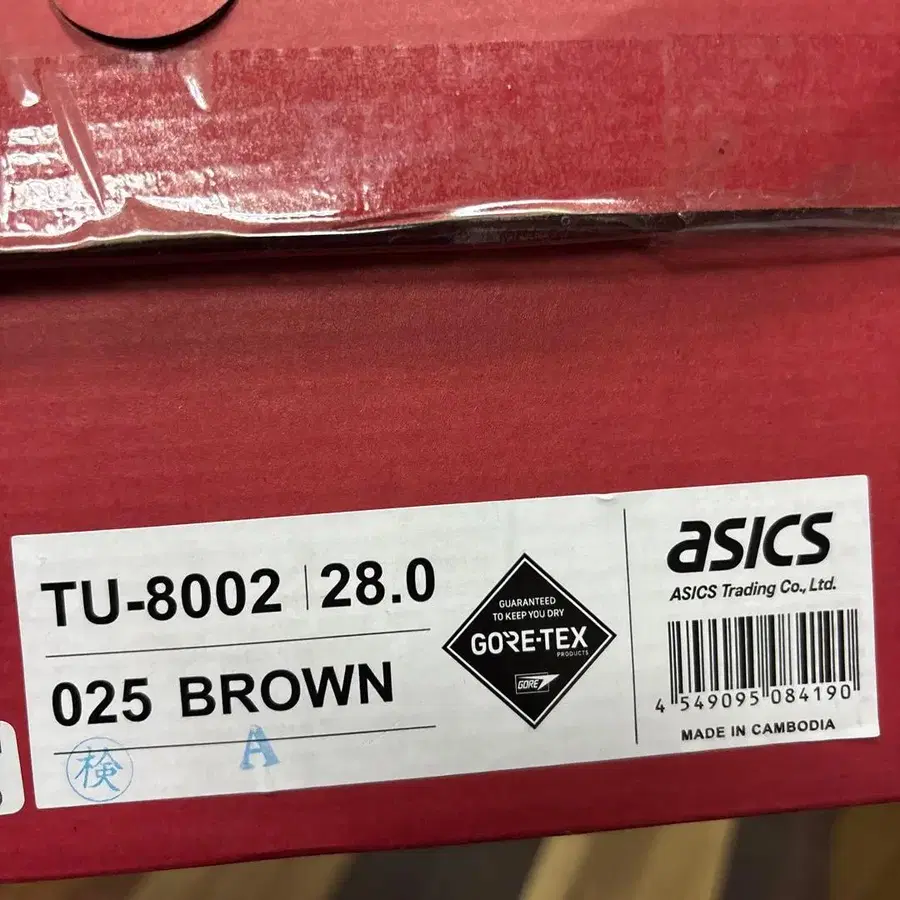 TU-8002 | 28.0
025 BROWN
検
A
GUARANTEED
TO KEEP YOU DRY
GORE-TEX
PRODUCTS
GORE
asics
ASICS Trading Co., Ltd.
4 549095 084190
MADE IN CAMBODIA